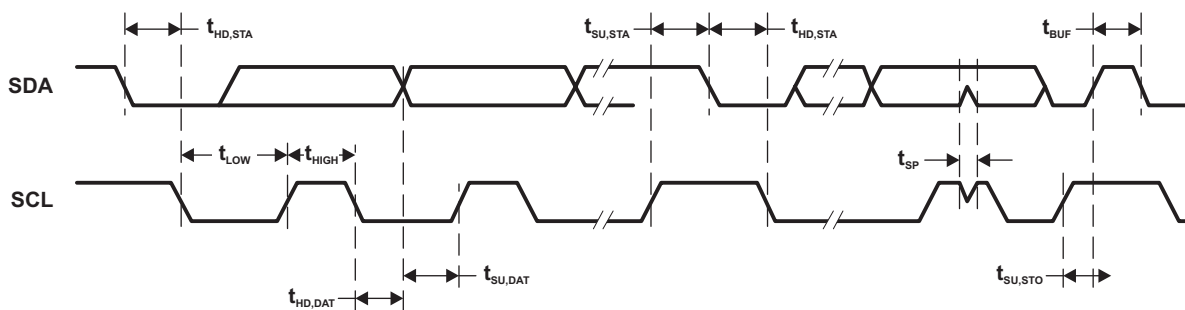 tHD,STA
tSU,STA
tHD,STA
tBUF
SDA
tLOW
tHIGH
tSP
SCL
tSU,DAT
tSU,STO
tHD,DAT